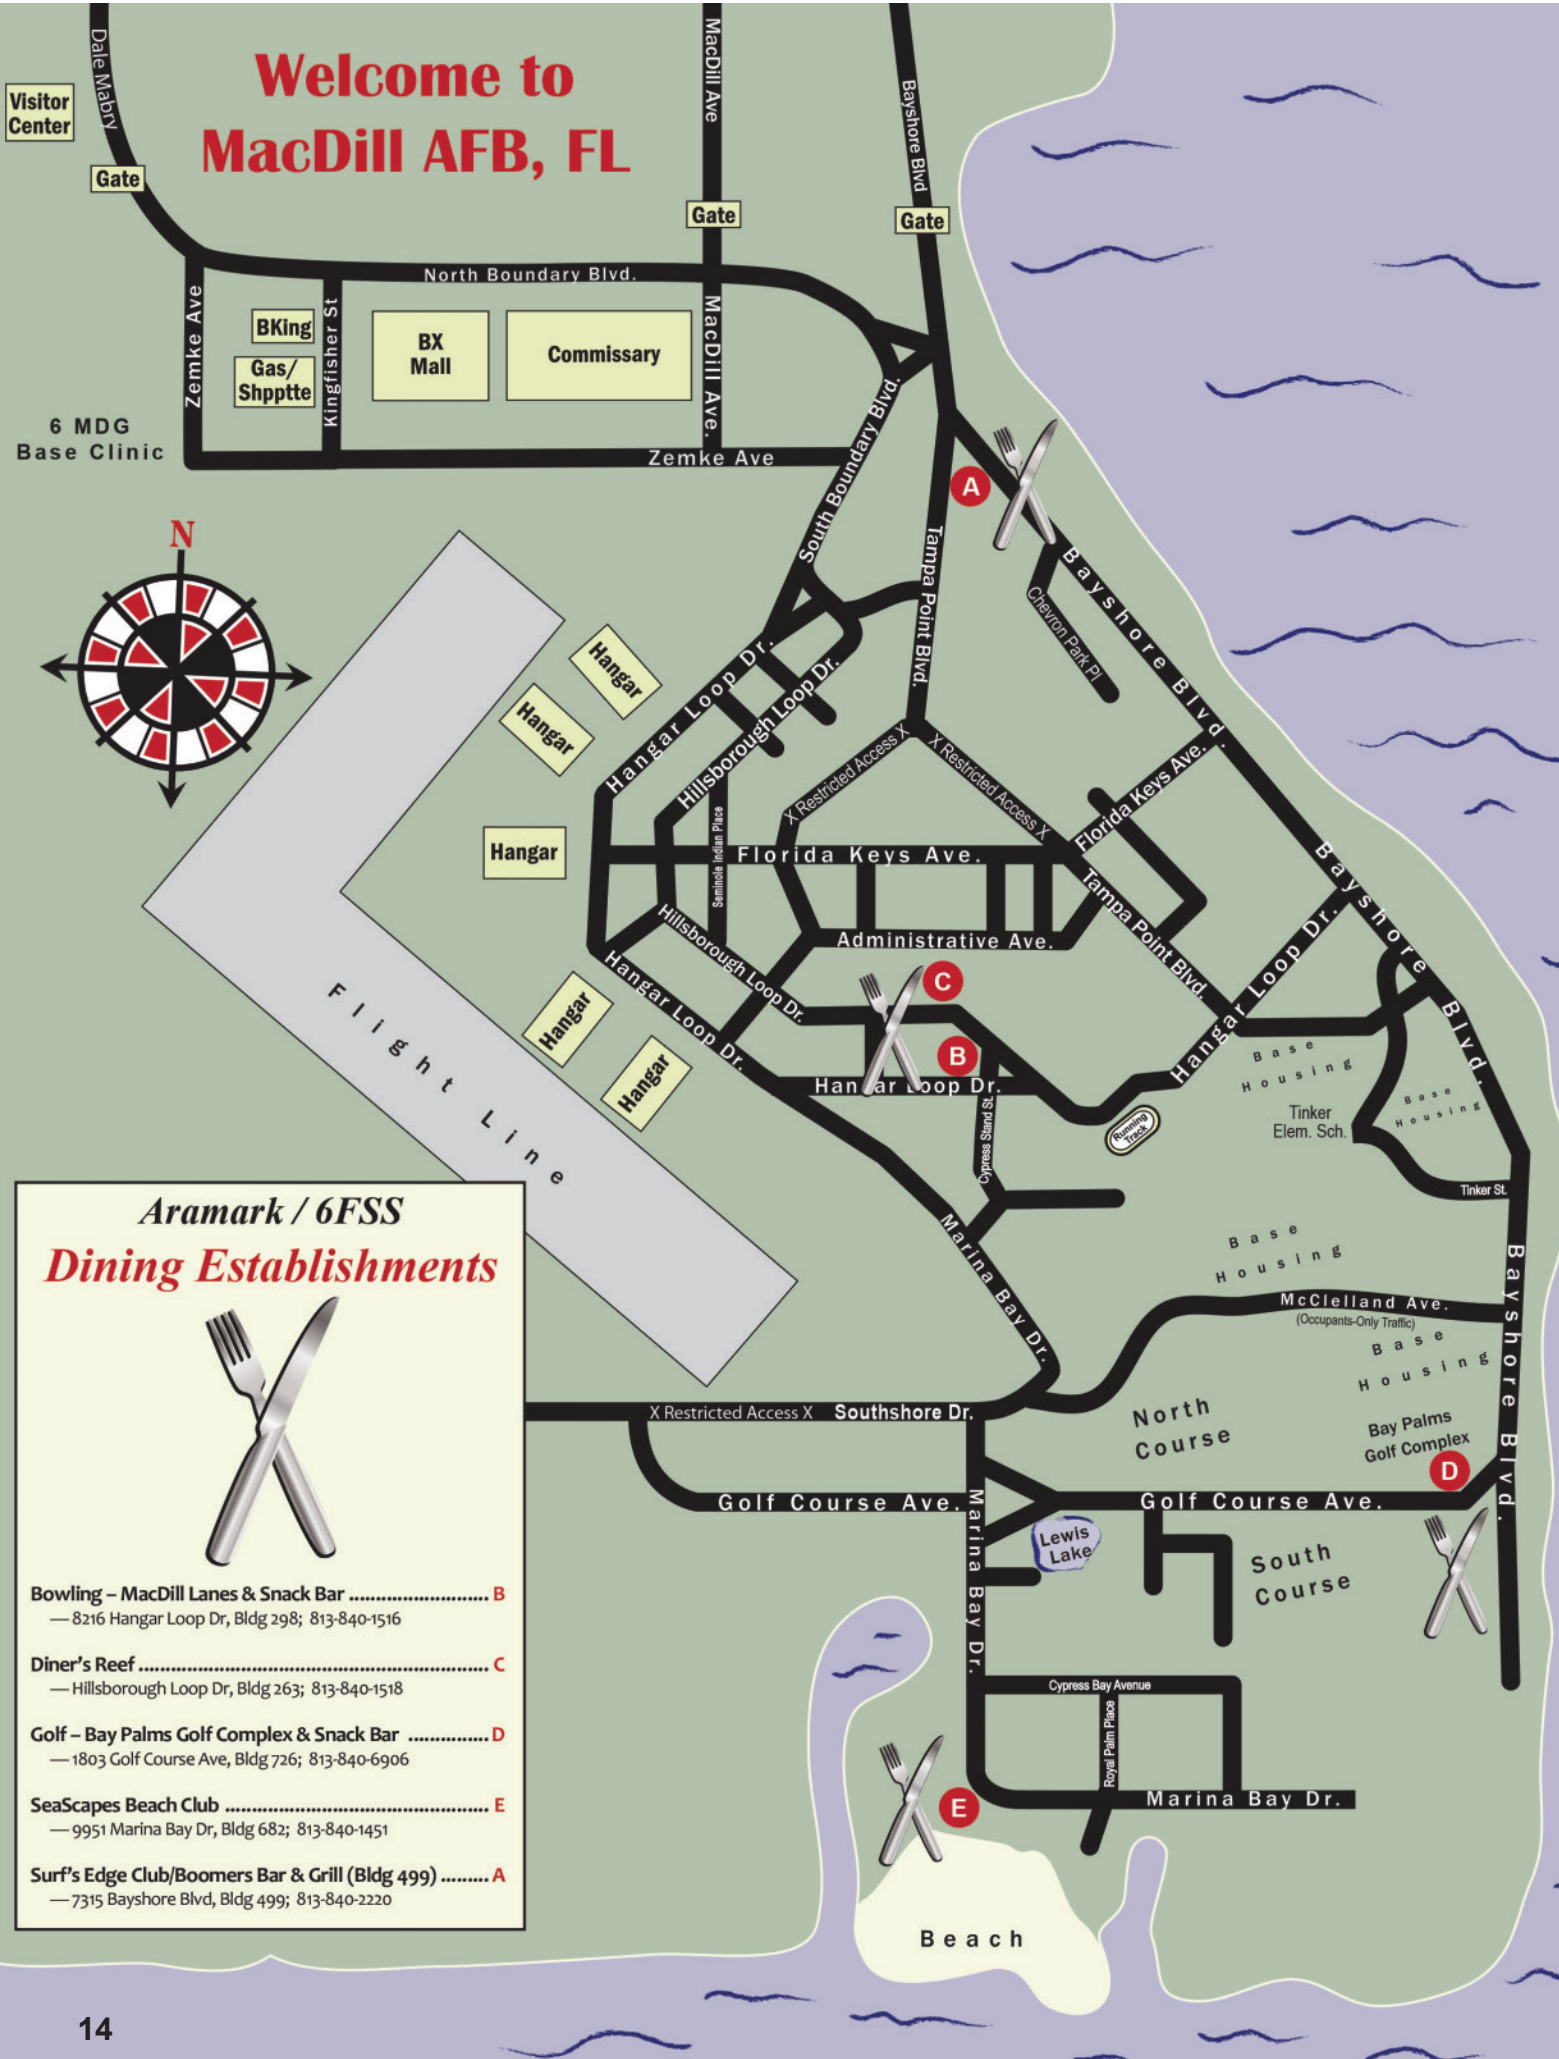 Welcome to
MacDill AFB, FL
Dale Mabry
MacDill Ave
Bayshore Blvd
Visitor
Center
Gate
Gate
Gate
North Boundary Blvd.
Zemke Ave
Kingfisher St
MacDill Ave.
BKing
Gas/
Shpptte
BX
Mall
Commissary
South Boundary Blvd.
6 MDG
Base Clinic
Zemke Ave
A
N
Tampa Point Blvd.
Bayshore Blvd.
Chevron Park Pl
Hangar
Hangar
Hangar Loop Dr.
Hillsborough Loop Dr.
X Restricted Access X
X Restricted Access X
Florida Keys Ave.
Hangar
Seminole Indian Place
Florida Keys Ave.
Tampa Point Blvd.
Bayshore Blvd.
Hillsborough Loop Dr.
Administrative Ave.
Hangar Loop Dr.
Hangar Loop Dr.
C
B
Hangar
Hangar
Flight Line
Hangar Loop Dr.
Cypress Stand St.
Running
Track
Base
Housing
Base
Housing
Tinker
Elem. Sch.
Tinker St.
Marina Bay Dr.
Base
Housing
McClelland Ave.
(Occupants-Only Traffic)
Base
Housing
Bayshore Blvd.
X Restricted Access X
Southshore Dr.
North
Course
Bay Palms
Golf Complex
D
Golf Course Ave.
Golf Course Ave.
Marina Bay Dr.
Lewis
Lake
South
Course
Cypress Bay Avenue
Royal Palm Place
Marina Bay Dr.
E
Beach
Aramark / 6FSS
Dining Establishments
Bowling – MacDill Lanes & Snack Bar .......................... B
— 8216 Hangar Loop Dr, Bldg 298; 813-840-1516
Diner's Reef .................................................................. C
— Hillsborough Loop Dr, Bldg 263; 813-840-1518
Golf – Bay Palms Golf Complex & Snack Bar ............... D
— 1803 Golf Course Ave, Bldg 726; 813-840-6906
SeaScapes Beach Club .................................................. E
— 9951 Marina Bay Dr, Bldg 682; 813-840-1451
Surf's Edge Club/Boomers Bar & Grill (Bldg 499) ......... A
— 7315 Bayshore Blvd, Bldg 499; 813-840-2220
14